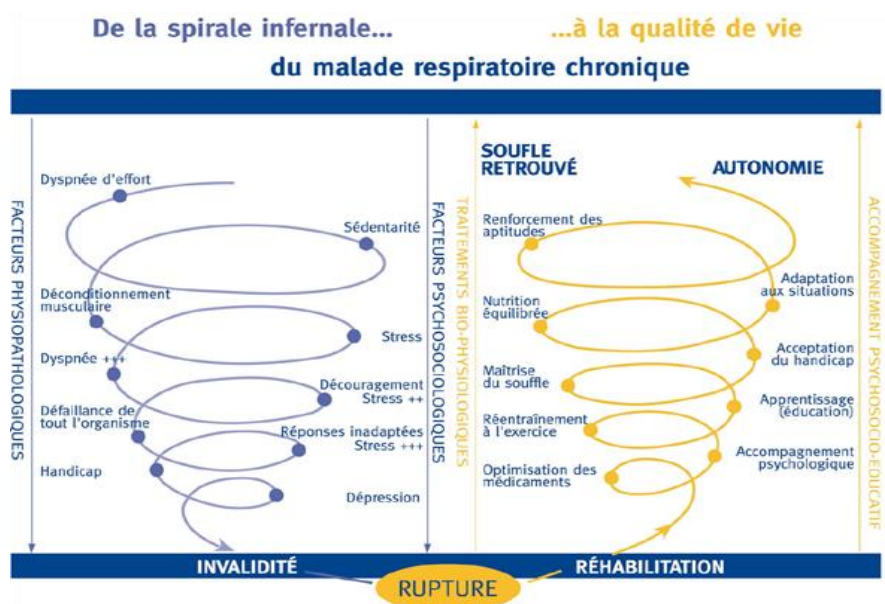 De la spirale infernale...
...à la qualité de vie
du malade respiratoire chronique
FACTEURS PHYSIOPATHOLOGIQUES
Dyspnée d'effort
Sédentarité
Déconditionnement
musculaire
Stress
Dyspnée +++
Découragement
Stress ++
Défaillance de
tout l'organisme
Réponses inadaptées
Stress +++
Handicap
Dépression
FACTEURS PSYCHOSOCIOLOGIQUES
TRAITEMENTS BIO-PHYSIOLOGIQUES
SOUFLE
RETROUVÉ
AUTONOMIE
Renforcement des
aptitudes
Adaptation
aux situations
Nutrition
équilibrée
Acceptation
du handicap
Maîtrise
du souffle
Apprentissage
(éducation)
Réentraînement
à l'exercice
Accompagnement
psychologique
Optimisation des
médicaments
ACCOMPAGNEMENT PSYCHOSOCIO-EDUCATIF
INVALIDITÉ
RUPTURE
RÉHABILITATION